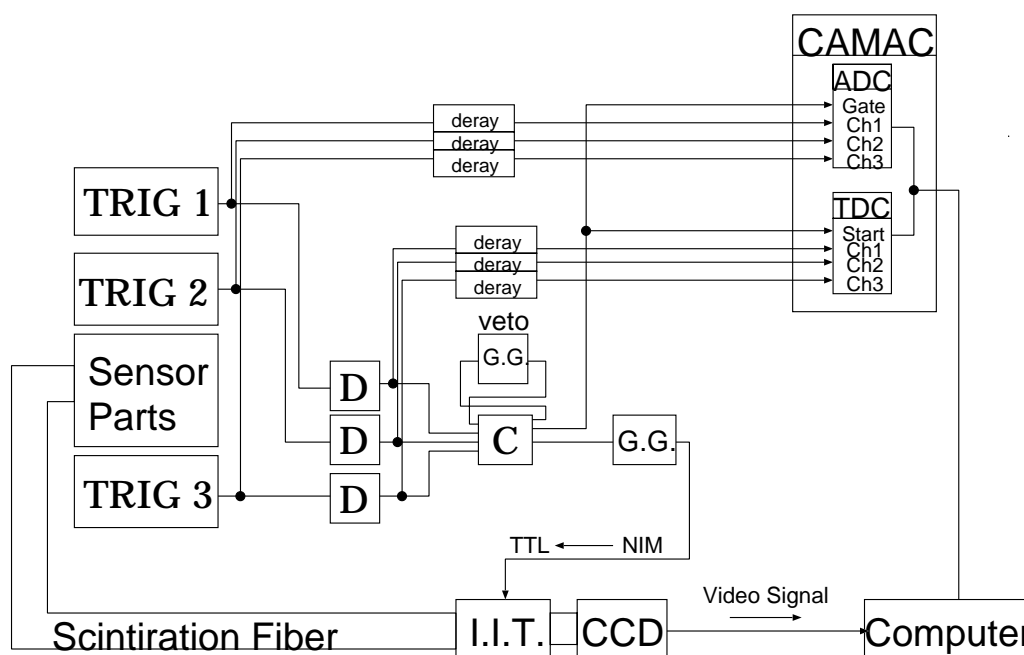 CAMAC
ADC
Gate
Ch1
Ch2
Ch3
deray
deray
deray
TRIG 1
TDC
Start
Ch1
Ch2
Ch3
deray
deray
deray
TRIG 2
veto
G.G.
Sensor
Parts
D
D
C
G.G.
TRIG 3
D
TTL
NIM
Video Signal
Scintiration Fiber
I.I.T.
CCD
Computer